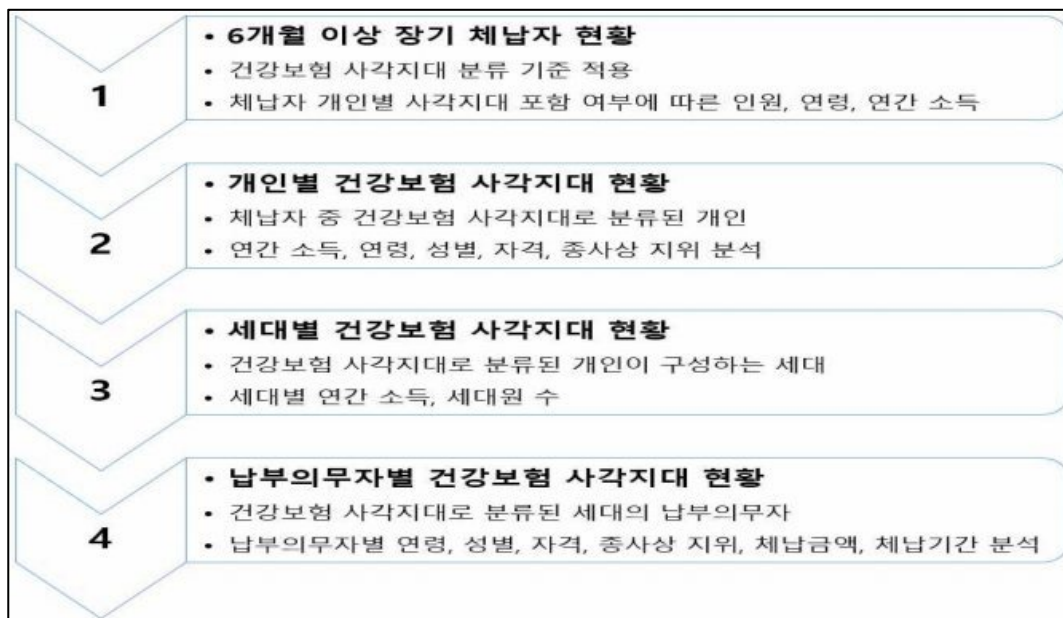 1
• 6개월 이상 장기 체납자 현황
• 건강보험 사각지대 분류 기준 적용
• 체납자 개인별 사각지대 포함 여부에 따른 인원, 연령, 연간 소득
2
• 개인별 건강보험 사각지대 현황
• 체납자 중 건강보험 사각지대로 분류된 개인
• 연간 소득, 연령, 성별, 자격, 종사상 지위 분석
3
• 세대별 건강보험 사각지대 현황
• 건강보험 사각지대로 분류된 개인이 구성하는 세대
• 세대별 연간 소득, 세대원 수
4
• 납부의무자별 건강보험 사각지대 현황
• 건강보험 사각지대로 분류된 세대의 납부의무자
• 납부의무자별 연령, 성별, 자격, 종사상 지위, 체납금액, 체납기간 분석